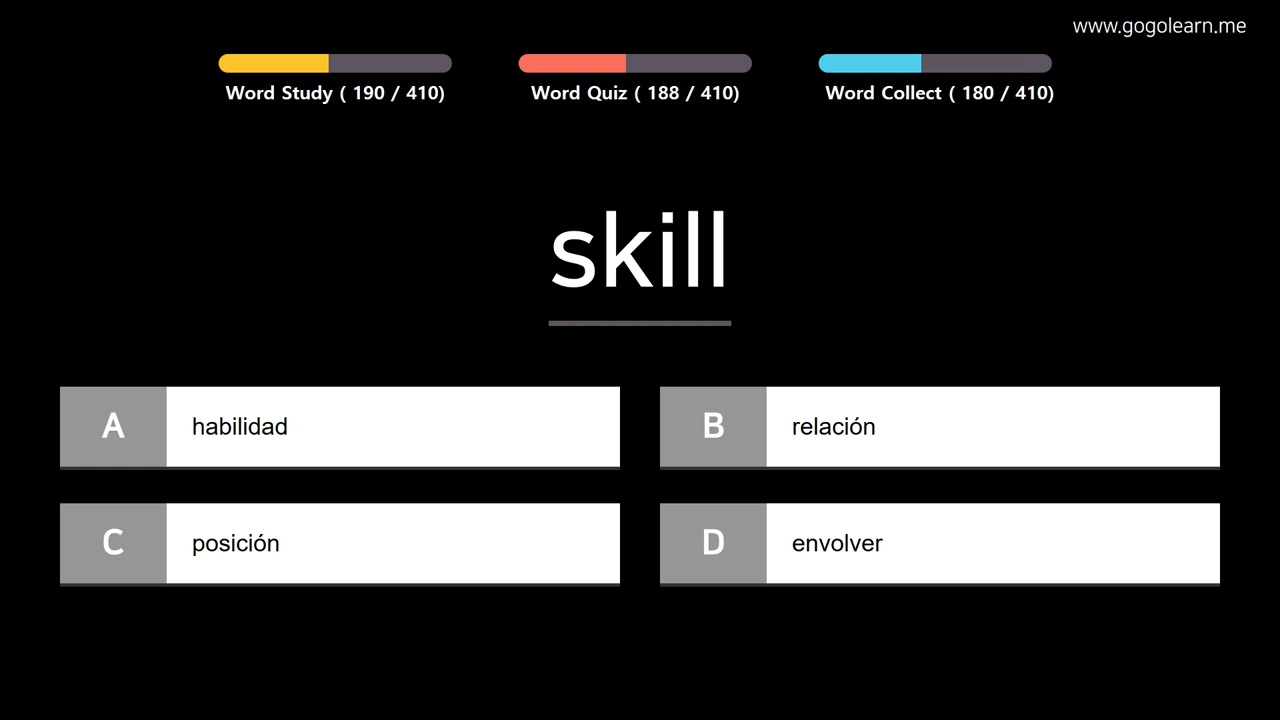 www.gogolearn.me
Word Study ( 190 / 410)
Word Quiz ( 188 / 410)
Word Collect ( 180 / 410)
skill
A habilidad
B relación
C posición
D envolver